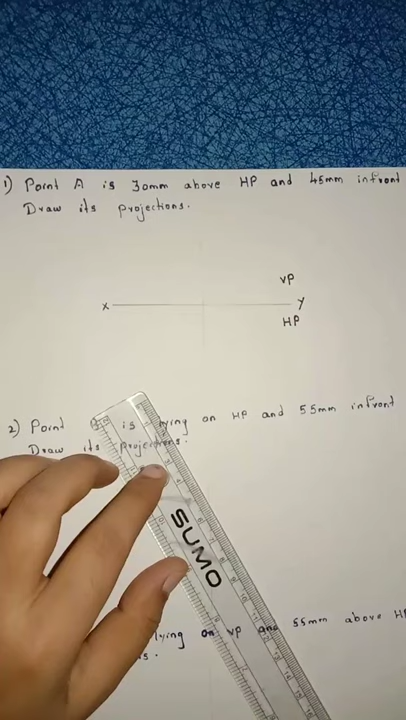 1) Point A is 30mm above HP and 45mm infront
Draw its projections.
VP
X Y
HP
2) Point is lying on HP and 55mm infront
Draw its projections.
SUMO
lying on VP and 55mm above HP